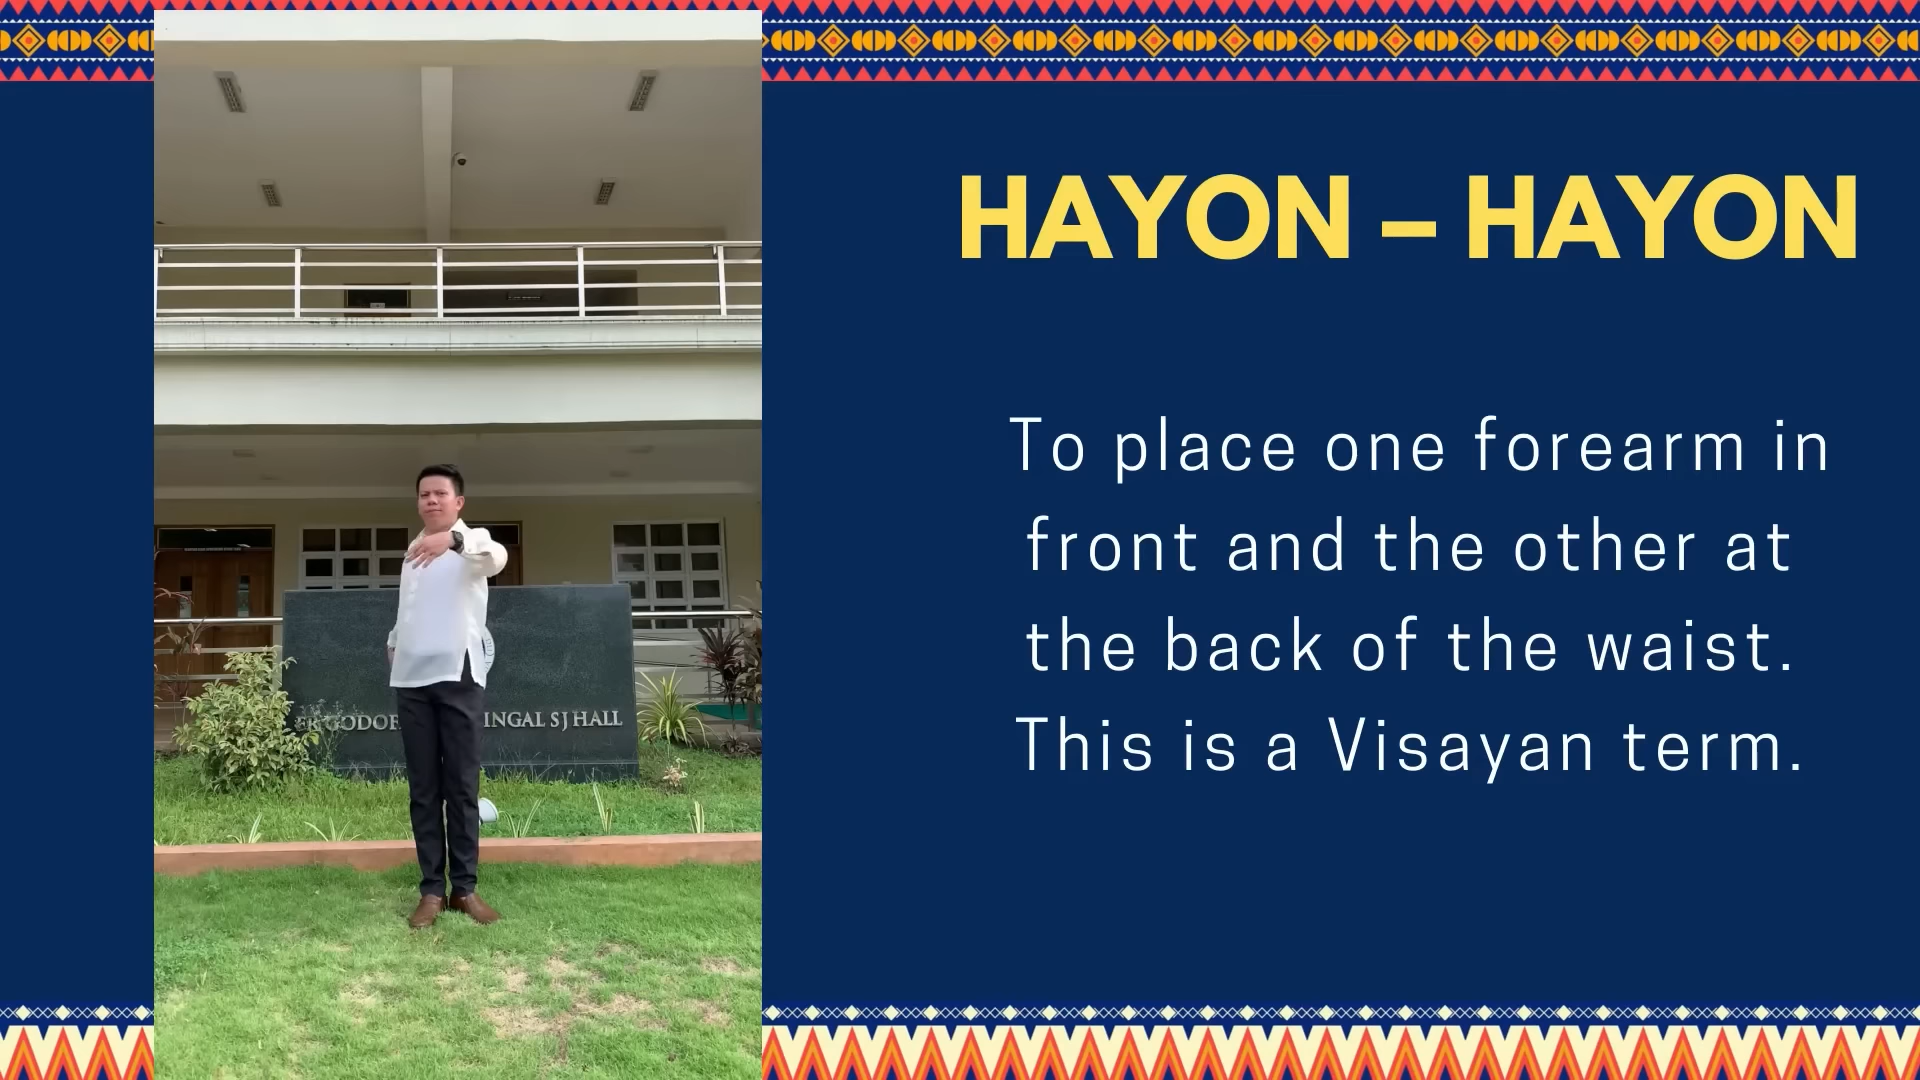 HAYON – HAYON
To place one forearm in
front and the other at
the back of the waist.
This is a Visayan term.
SJ HALL